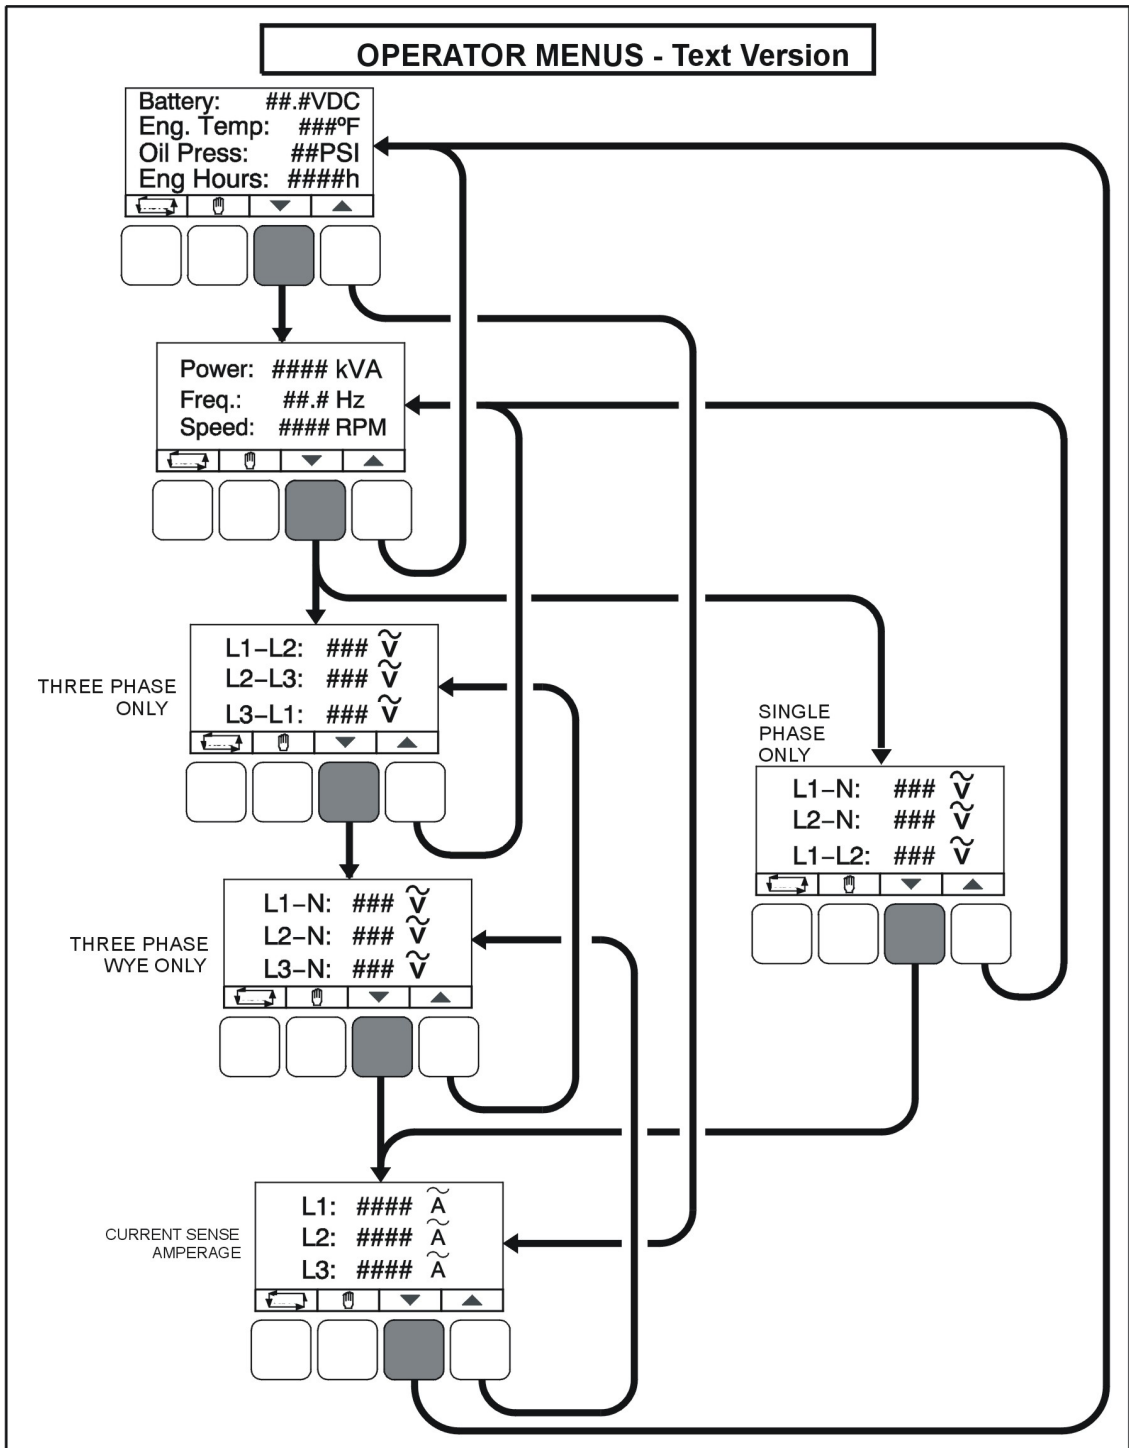 OPERATOR MENUS - Text Version
Battery: ##.#VDC
Eng. Temp: ###ºF
Oil Press: ##PSI
Eng Hours: ####h
Power: #### kVA
Freq.: ##.# Hz
Speed: #### RPM
THREE PHASE
ONLY
L1–L2: ### Ṽ
L2–L3: ### Ṽ
L3–L1: ### Ṽ
SINGLE
PHASE
ONLY
L1–N: ### Ṽ
L2–N: ### Ṽ
L1–L2: ### Ṽ
THREE PHASE
WYE ONLY
L1–N: ### Ṽ
L2–N: ### Ṽ
L3–N: ### Ṽ
CURRENT SENSE
AMPERAGE
L1: #### Ã
L2: #### Ã
L3: #### Ã